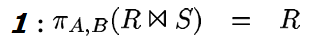 1 : π_{A,B}(R ⋈ S) = R